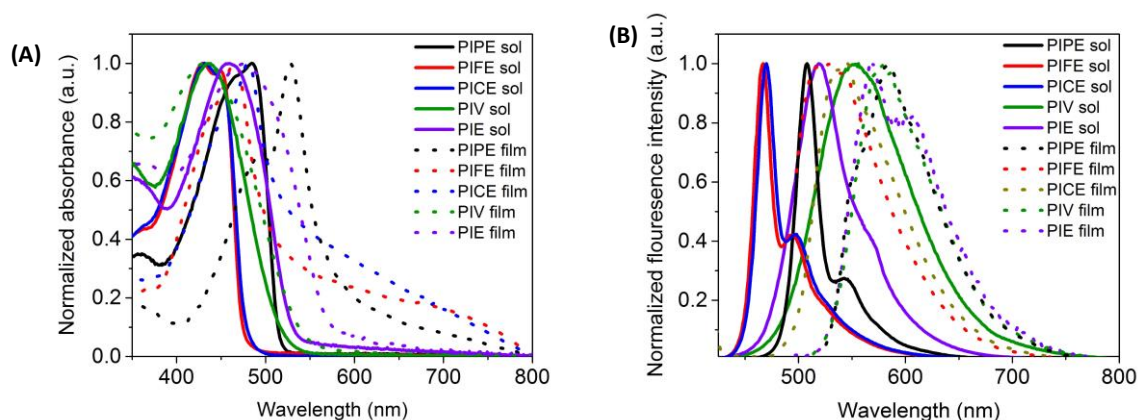 (A)
Normalized absorbance (a.u.)
1.0
0.8
0.6
0.4
0.2
0.0
400 500 600 700 800
Wavelength (nm)
PIPE sol
PIFE sol
PICE sol
PIV sol
PIE sol
PIPE film
PIFE film
PICE film
PIV film
PIE film
(B)
Normalized flourescence intensity (a.u.)
1.0
0.8
0.6
0.4
0.2
500 600 700 800
Wavelength (nm)
PIPE sol
PIFE sol
PICE sol
PIV sol
PIE sol
PIPE film
PIFE film
PICE film
PIV film
PIE film